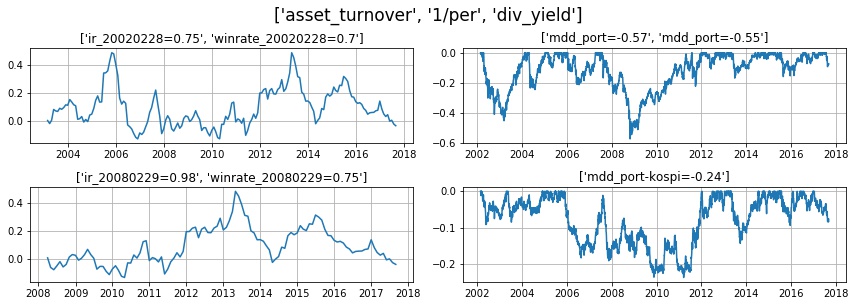 ['asset_turnover', '1/per', 'div_yield']
['ir_20020228=0.75', 'winrate_20020228=0.7']
0.4
0.2
0.0
2004 2006 2008 2010 2012 2014 2016 2018
['mdd_port=-0.57', 'mdd_port=-0.55']
0.0
−0.2
−0.4
−0.6
2002 2004 2006 2008 2010 2012 2014 2016 2018
['ir_20080229=0.98', 'winrate_20080229=0.75']
0.4
0.2
0.0
2008 2009 2010 2011 2012 2013 2014 2015 2016 2017 2018
['mdd_port-kospi=-0.24']
0.0
−0.1
−0.2
2002 2004 2006 2008 2010 2012 2014 2016 2018